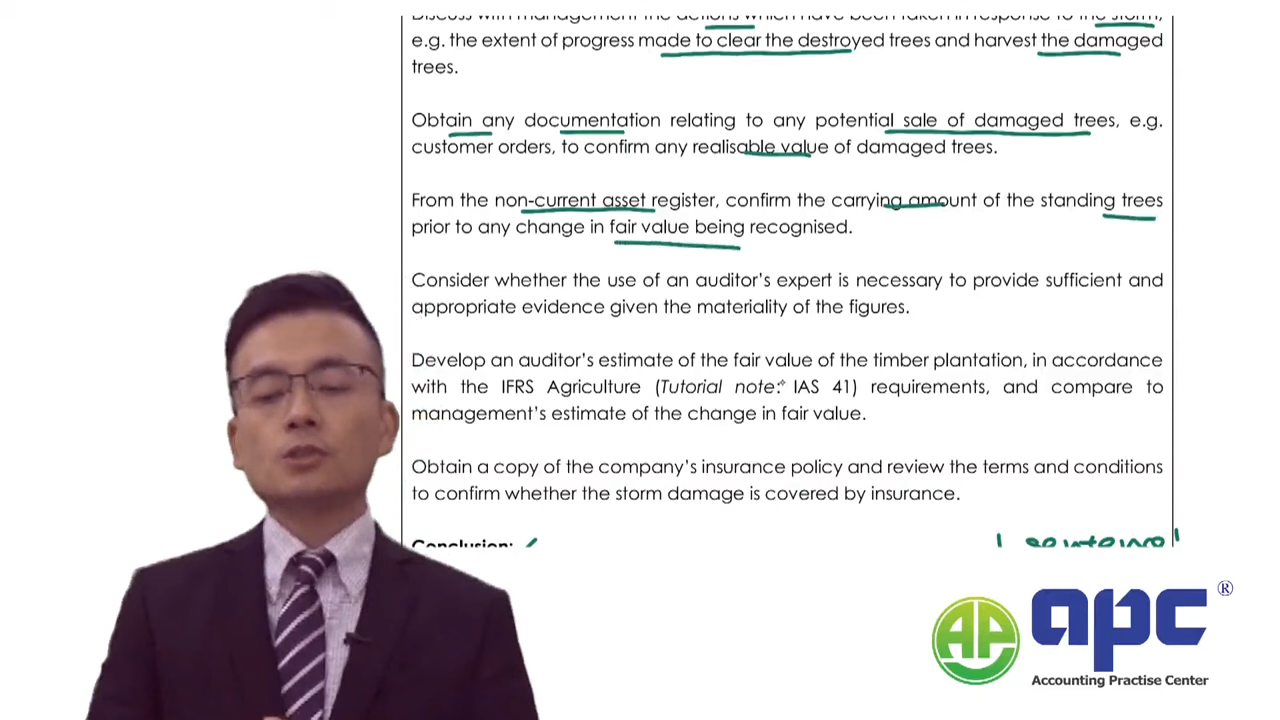 Discuss with management the actions which have been taken in response to the storm,
e.g. the extent of progress made to clear the destroyed trees and harvest the damaged
trees.
Obtain any documentation relating to any potential sale of damaged trees, e.g.
customer orders, to confirm any realisable value of damaged trees.
From the non-current asset register, confirm the carrying amount of the standing trees
prior to any change in fair value being recognised.
Consider whether the use of an auditor's expert is necessary to provide sufficient and
appropriate evidence given the materiality of the figures.
Develop an auditor's estimate of the fair value of the timber plantation, in accordance
with the IFRS Agriculture (Tutorial note: IAS 41) requirements, and compare to
management's estimate of the change in fair value.
Obtain a copy of the company's insurance policy and review the terms and conditions
to confirm whether the storm damage is covered by insurance.
Conclusion:
AP
apc®
Accounting Practise Center